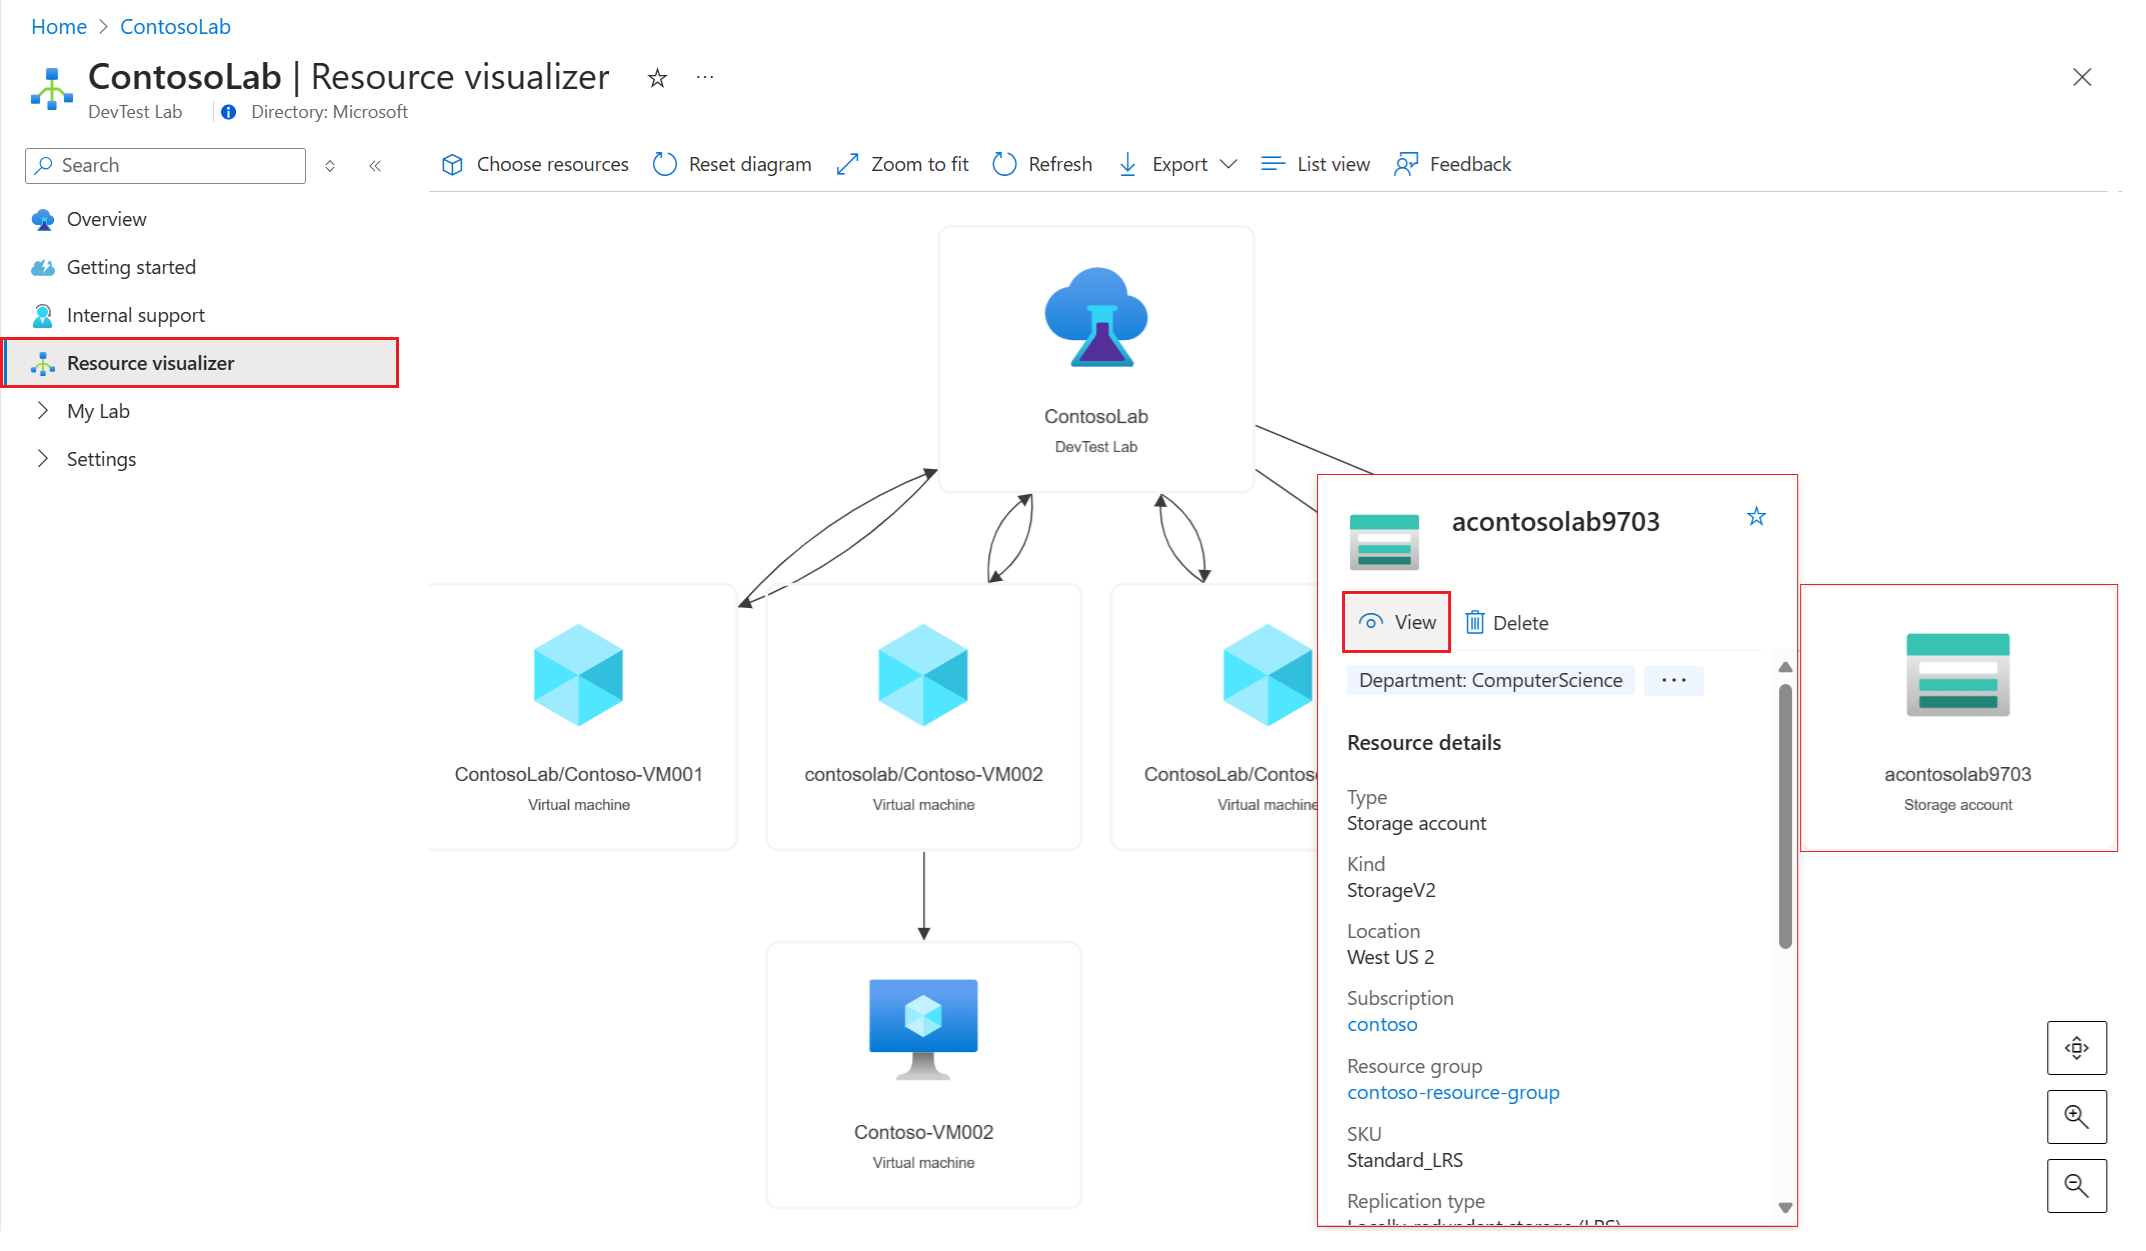 Home > ContosoLab
ContosoLab | Resource visualizer
DevTest Lab
Directory: Microsoft
Search
Overview
Getting started
Internal support
Resource visualizer
My Lab
Settings
Choose resources
Reset diagram
Zoom to fit
Refresh
Export
List view
Feedback
ContosoLab
DevTest Lab
ContosoLab/Contoso-VM001
Virtual machine
contosolab/Contoso-VM002
Virtual machine
ContosoLab/Contos
Virtual machine
Contoso-VM002
Virtual machine
acontosolab9703
View
Delete
Department: ComputerScience
...
Resource details
Type
Storage account
Kind
StorageV2
Location
West US 2
Subscription
contoso
Resource group
contoso-resource-group
SKU
Standard_LRS
Replication type
Locally-redundant storage (LRS)
acontosolab9703
Storage account